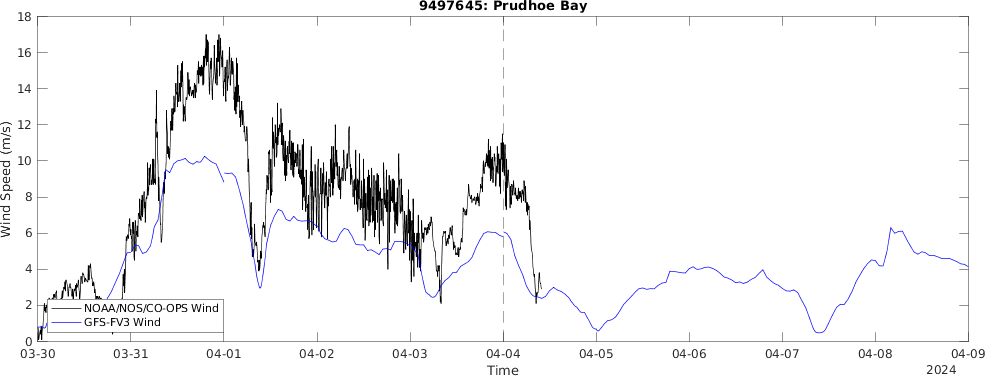 9497645: Prudhoe Bay
18
16
14
12
10
8
6
4
2
0
Wind Speed (m/s)
NOAA/NOS/CO-OPS Wind
GFS-FV3 Wind
03-30 03-31 04-01 04-02 04-03 04-04 04-05 04-06 04-07 04-08 04-09
Time
2024